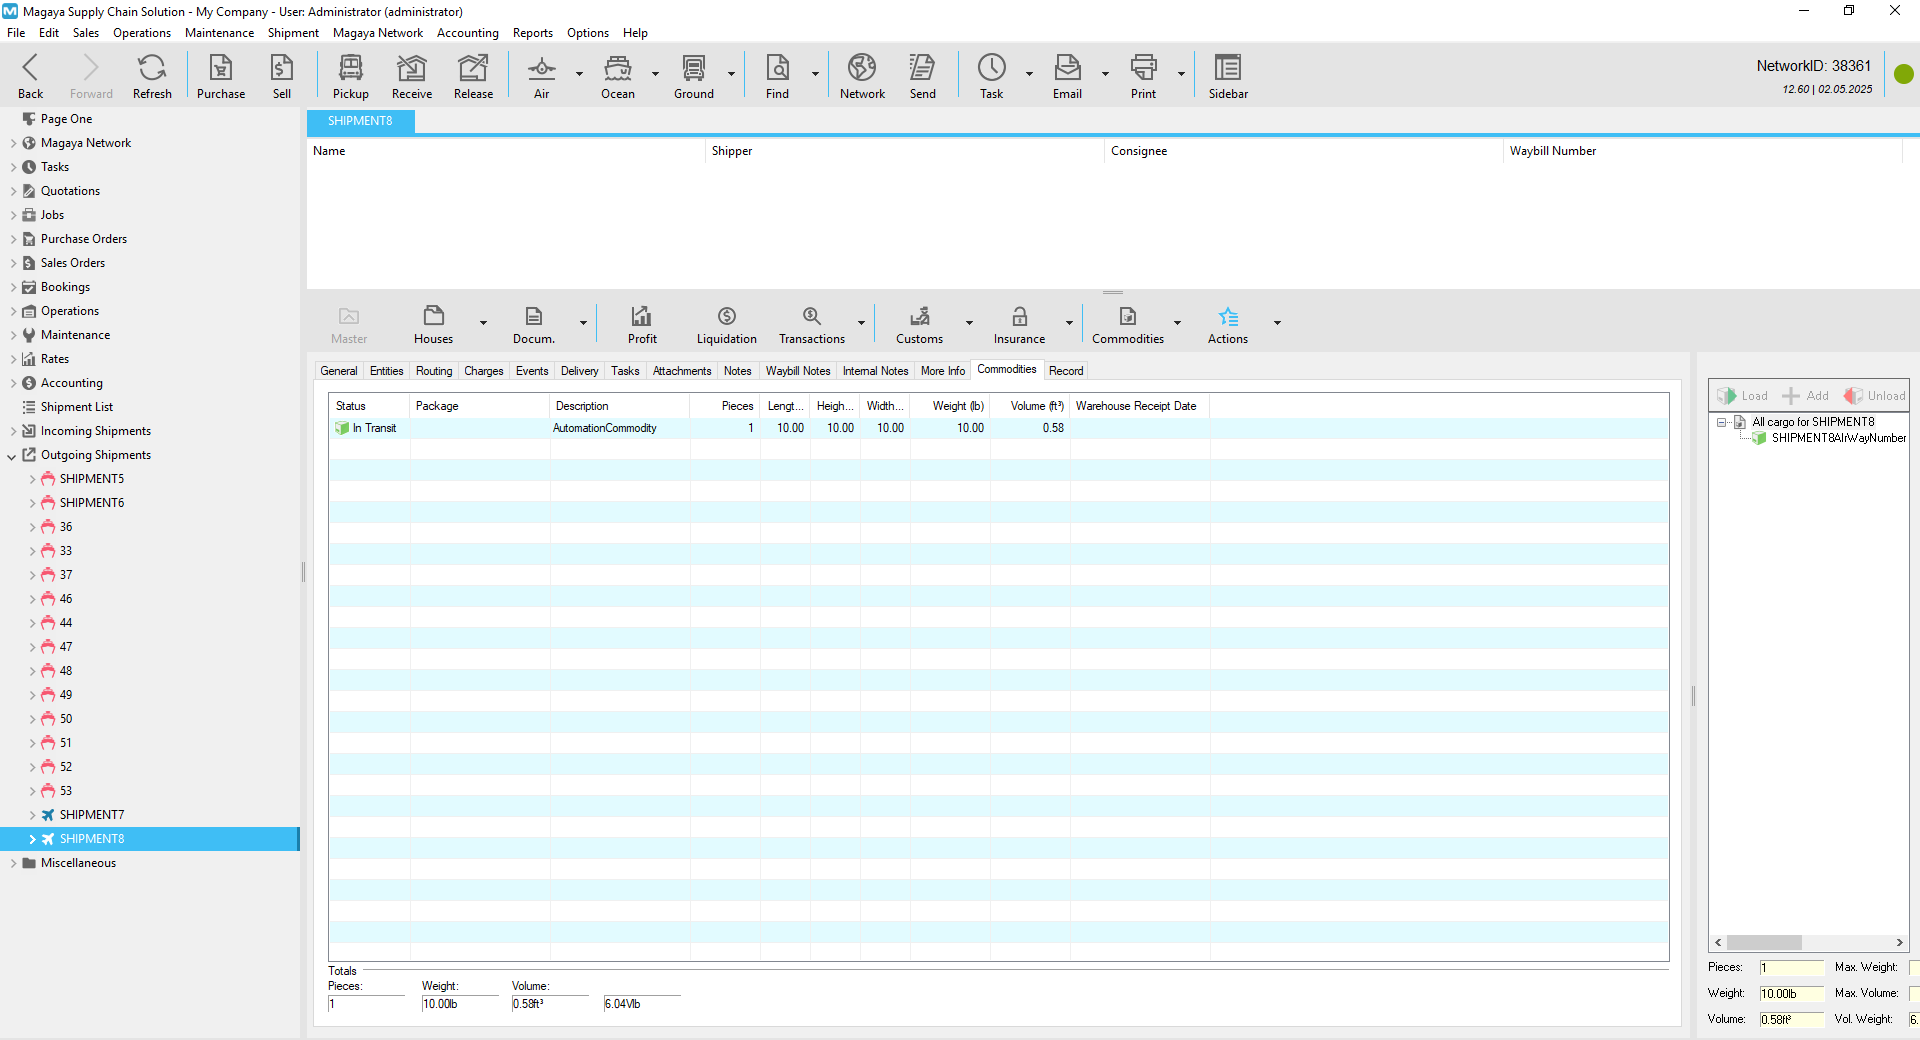 Magaya Supply Chain Solution - My Company - User: Administrator (administrator)
File Edit Sales Operations Maintenance Shipment Magaya Network Accounting Reports Options Help
Back Forward Refresh Purchase Sell Pickup Receive Release Air Ocean Ground Find Network Send Task Email Print Sidebar
NetworkID: 38361
12.60 | 02.05.2025
Page One
Magaya Network
Tasks
Quotations
Jobs
Purchase Orders
Sales Orders
Bookings
Operations
Maintenance
Rates
Accounting
Shipment List
Incoming Shipments
Outgoing Shipments
SHIPMENT5
SHIPMENT6
36
33
37
46
44
47
48
49
50
51
52
53
SHIPMENT7
SHIPMENT8
Miscellaneous
SHIPMENT8
Name Shipper Consignee Waybill Number
Master Houses Docum. Profit Liquidation Transactions Customs Insurance Commodities Actions
General Entities Routing Charges Events Delivery Tasks Attachments Notes Waybill Notes Internal Notes More Info Commodities Record
Status Package Description Pieces Lengt... Heigh... Width... Weight (lb) Volume (ft³) Warehouse Receipt Date
In Transit AutomationCommodity 1 10.00 10.00 10.00 10.00 0.58
Totals
Pieces: Weight: Volume:
1 10.00lb 0.58ft³ 6.04Vlb
Load Add Unload
All cargo for SHIPMENT8
SHIPMENT8AirWayNumber
Pieces: 1 Max. Weight:
Weight: 10.00lb Max. Volume:
Volume: 0.58ft³ Vol. Weight: 6.